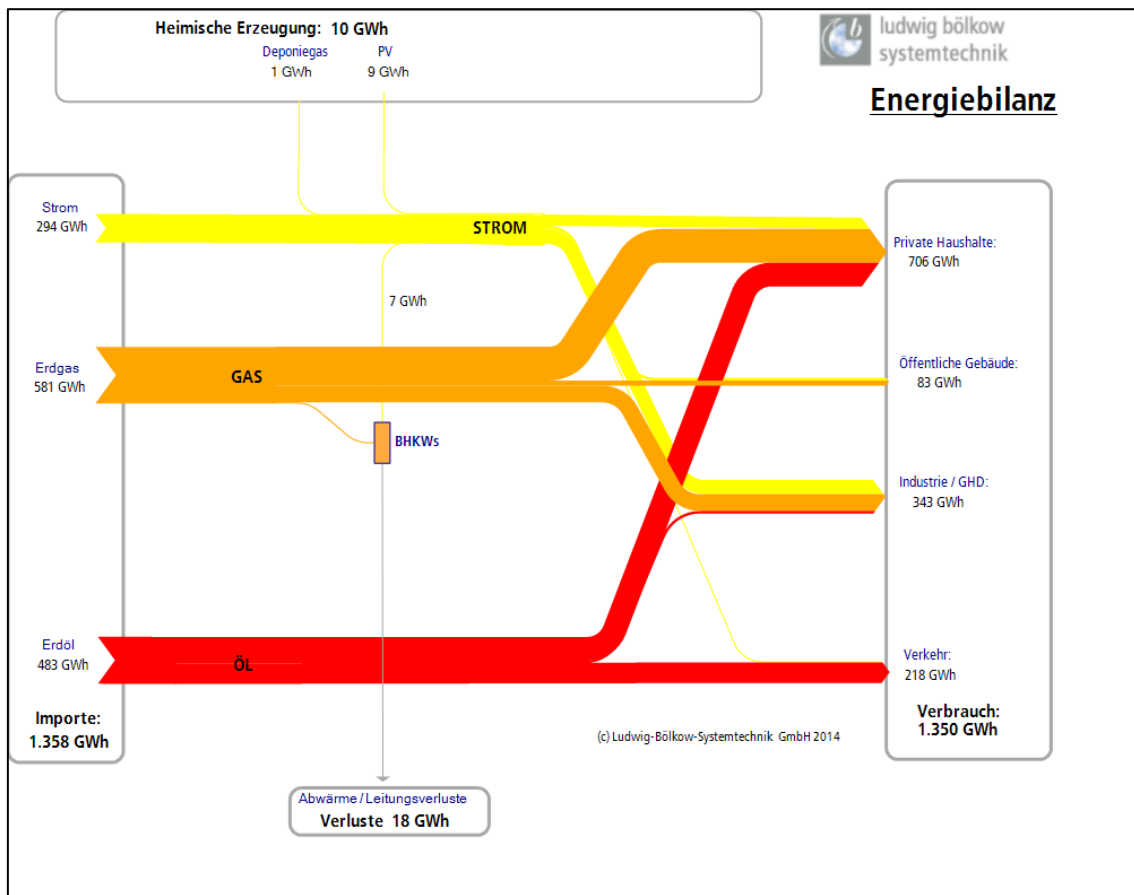 Heimische Erzeugung: 10 GWh
Deponiegas
1 GWh
PV
9 GWh
b
ludwig bölkow
systemtechnik
Energiebilanz
Strom
294 GWh
STROM
Private Haushalte:
706 GWh
7 GWh
Erdgas
581 GWh
GAS
Öffentliche Gebäude:
83 GWh
BHKWs
Industrie / GHD:
343 GWh
Erdöl
483 GWh
ÖL
Verkehr:
218 GWh
Importe:
1.358 GWh
Verbrauch:
1.350 GWh
(c) Ludwig-Bölkow-Systemtechnik GmbH 2014
Abwärme / Leitungsverluste
Verluste 18 GWh